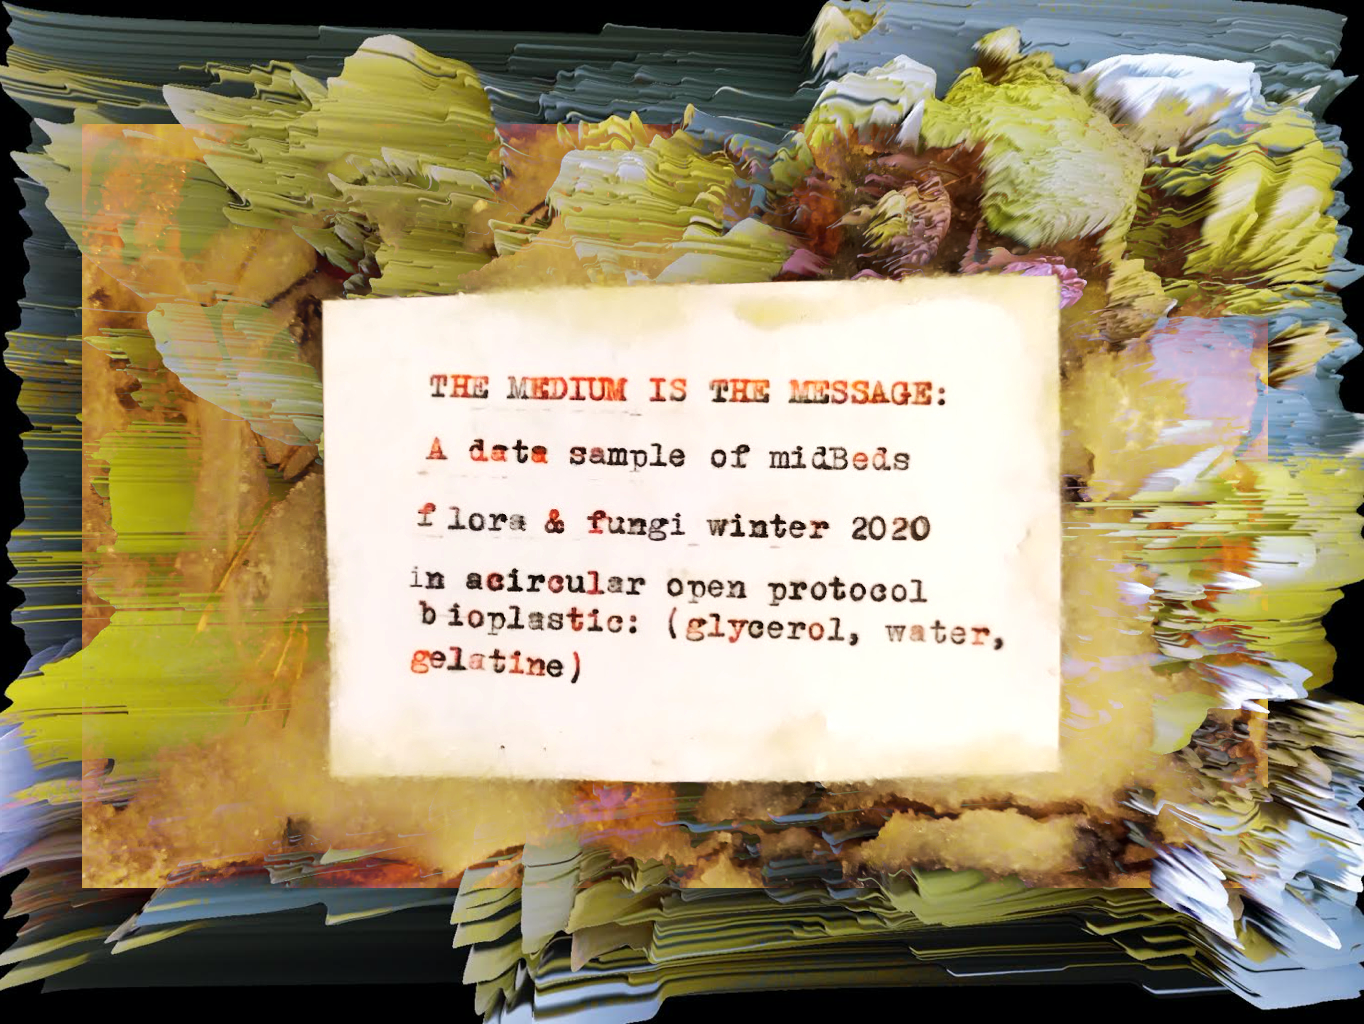 THE MEDIUM IS THE MESSAGE:
A data sample of midBeds
flora & fungi winter 2020
in acircular open protocol
bioplastic: (glycerol, water,
gelatine)